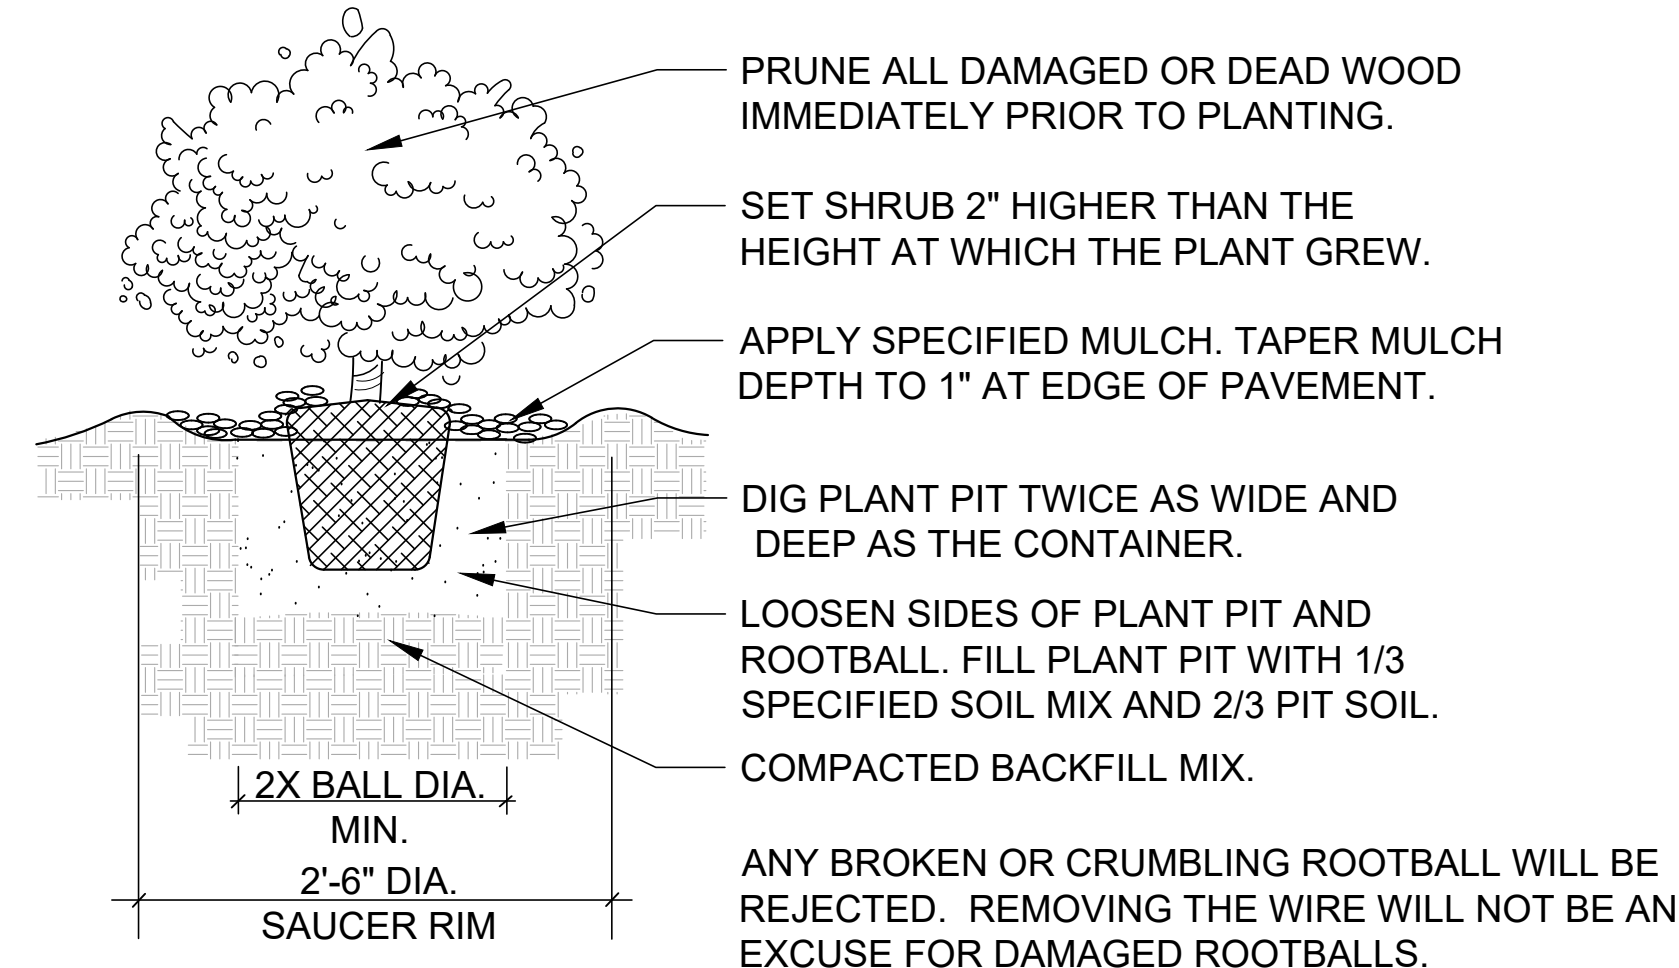 PRUNE ALL DAMAGED OR DEAD WOOD
IMMEDIATELY PRIOR TO PLANTING.
SET SHRUB 2" HIGHER THAN THE
HEIGHT AT WHICH THE PLANT GREW.
APPLY SPECIFIED MULCH. TAPER MULCH
DEPTH TO 1" AT EDGE OF PAVEMENT.
DIG PLANT PIT TWICE AS WIDE AND
DEEP AS THE CONTAINER.
LOOSEN SIDES OF PLANT PIT AND
ROOTBALL. FILL PLANT PIT WITH 1/3
SPECIFIED SOIL MIX AND 2/3 PIT SOIL.
COMPACTED BACKFILL MIX.
2X BALL DIA.
MIN.
2'-6" DIA.
SAUCER RIM
ANY BROKEN OR CRUMBLING ROOTBALL WILL BE
REJECTED. REMOVING THE WIRE WILL NOT BE AN
EXCUSE FOR DAMAGED ROOTBALLS.